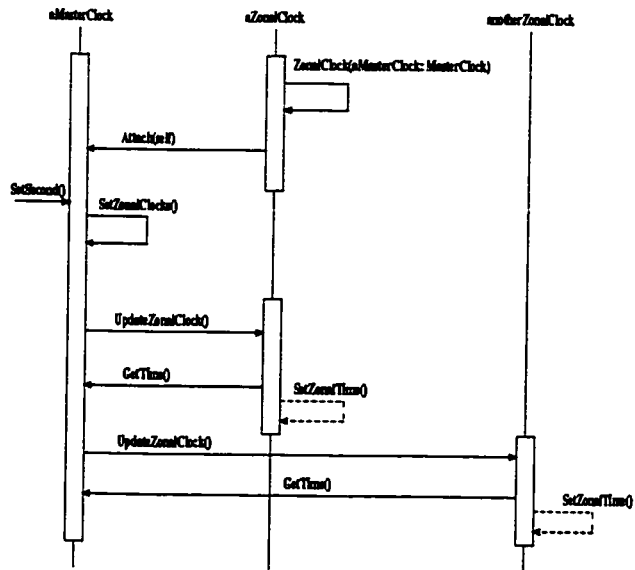 aMasterClock
aZonalClock
anotherZonalClock
ZonalClock(aMasterClock: MasterClock)
Attach(self)
SetSecond()
SetZonalClocks()
UpdateZonalClock()
GetTime()
SetZonalTime()
UpdateZonalClock()
GetTime()
SetZonalTime()